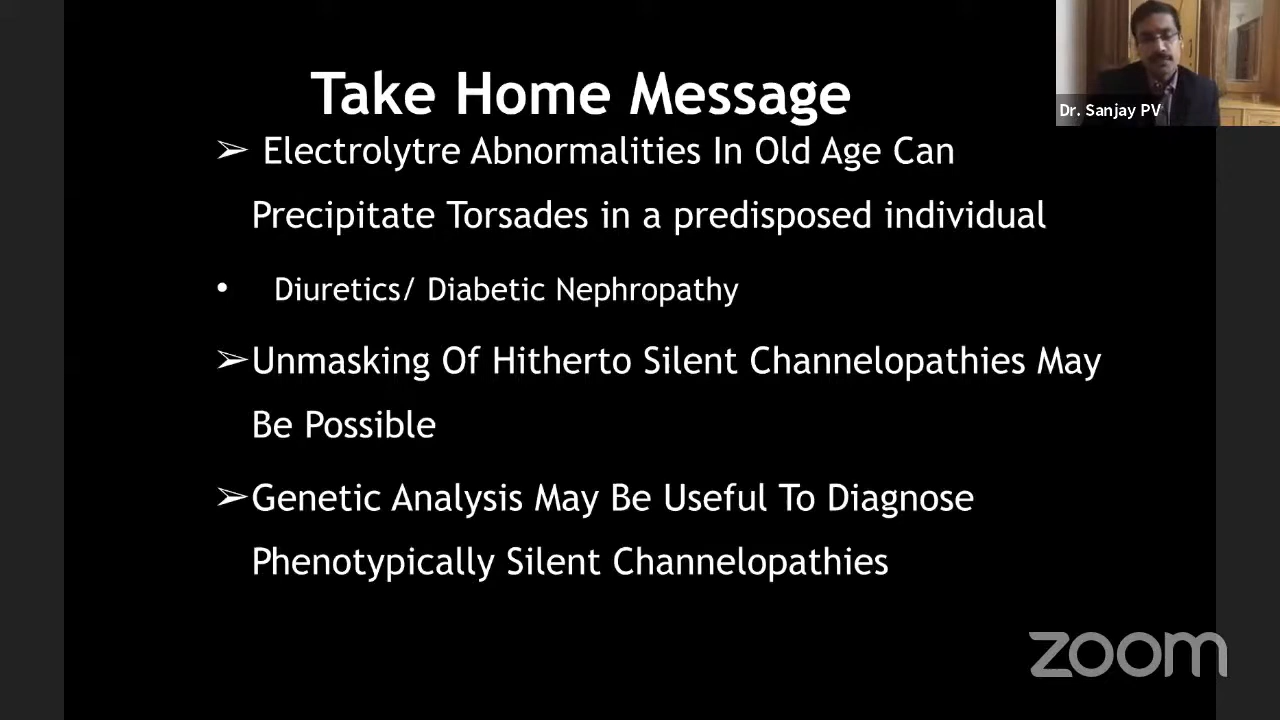 Take Home Message
➢ Electrolytre Abnormalities In Old Age Can
Precipitate Torsades in a predisposed individual
• Diuretics/ Diabetic Nephropathy
➢Unmasking Of Hitherto Silent Channelopathies May
Be Possible
➢Genetic Analysis May Be Useful To Diagnose
Phenotypically Silent Channelopathies
Dr. Sanjay PV
zoom